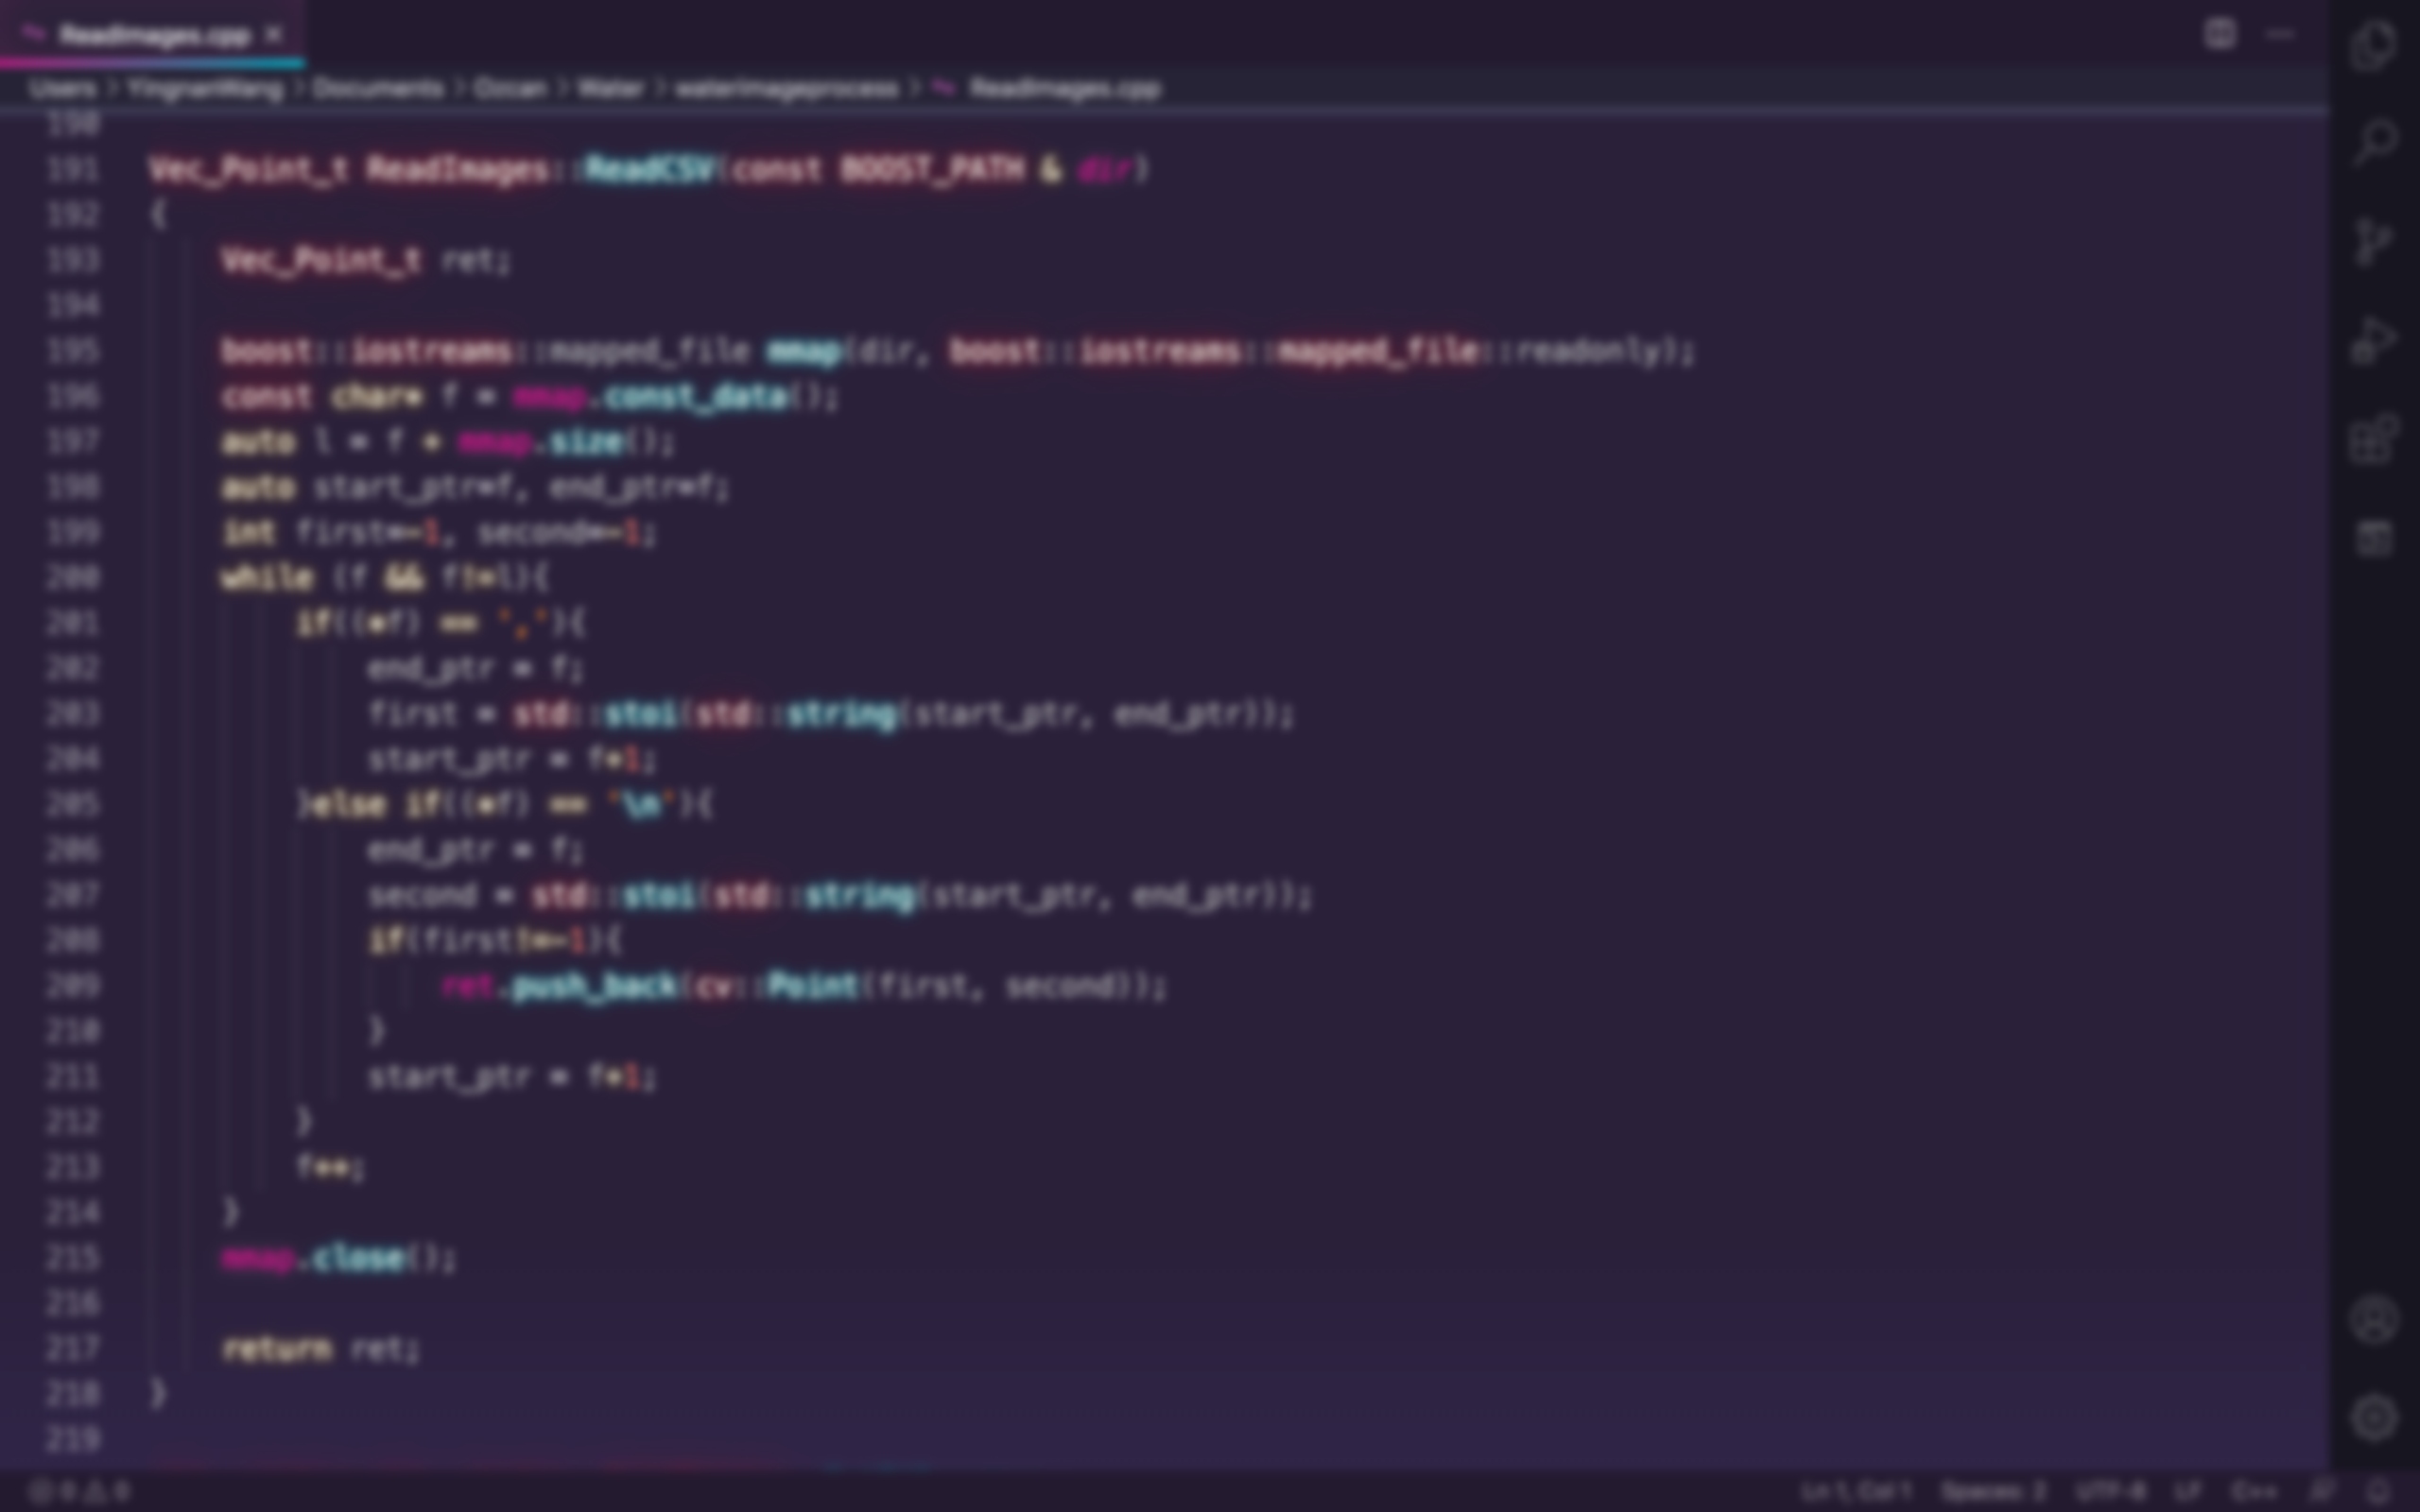 ReadImages.cpp ×
Users > YingnanWang > Documents > Ozcan > Water > waterimageprocess > ReadImages.cpp
190
191 Vec_Point_t ReadImages::ReadCSV(const BOOST_PATH & dir)
192 {
193 Vec_Point_t ret;
194
195 boost::iostreams::mapped_file mmap(dir, boost::iostreams::mapped_file::readonly);
196 const char* f = mmap.const_data();
197 auto l = f + mmap.size();
198 auto start_ptr=f, end_ptr=f;
199 int first=-1, second=-1;
200 while (f && f!=l){
201 if((*f) == ','){
202 end_ptr = f;
203 first = std::stoi(std::string(start_ptr, end_ptr));
204 start_ptr = f+1;
205 }else if((*f) == '\n'){
206 end_ptr = f;
207 second = std::stoi(std::string(start_ptr, end_ptr));
208 if(first!=-1){
209 ret.push_back(cv::Point(first, second));
210 }
211 start_ptr = f+1;
212 }
213 f++;
214 }
215 mmap.close();
216
217 return ret;
218 }
219
0 0 Ln 1, Col 1 Spaces: 2 UTF-8 LF C++